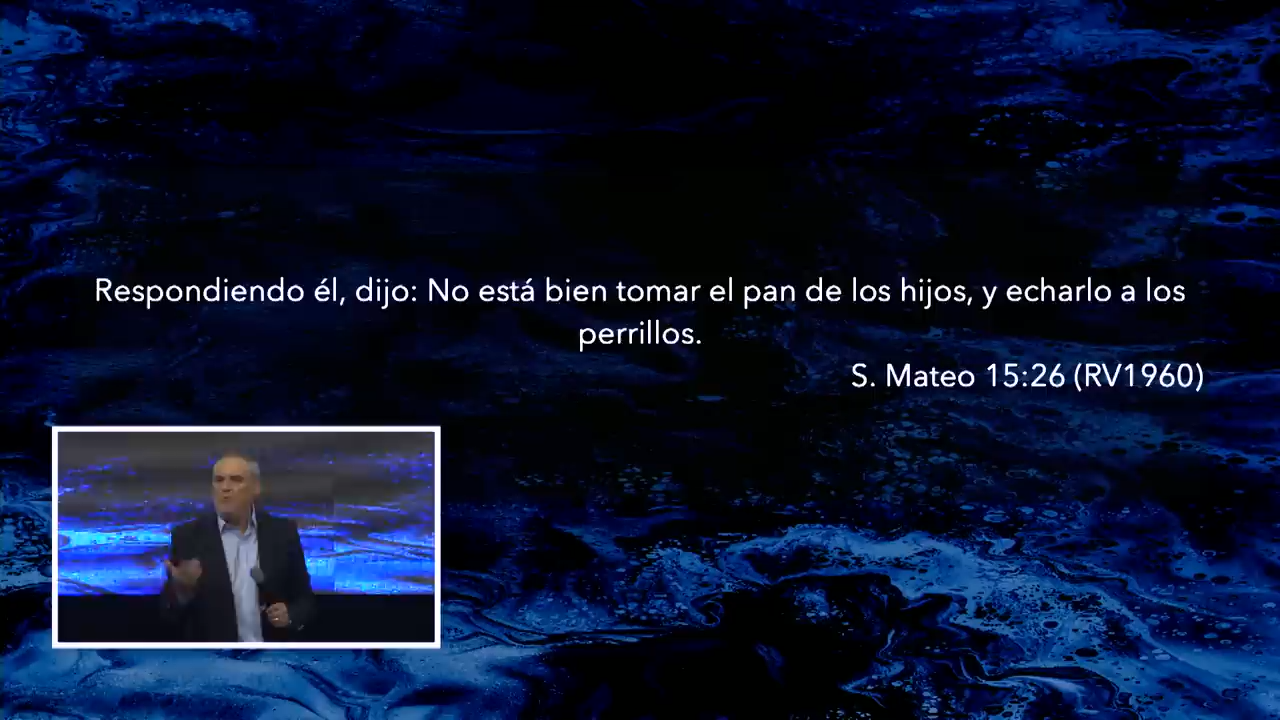 Respondiendo él, dijo: No está bien tomar el pan de los hijos, y echarlo a los
perrillos.
S. Mateo 15:26 (RV1960)